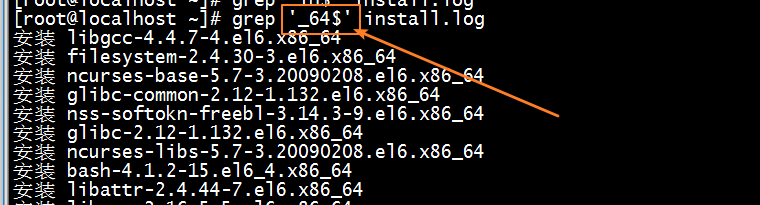 [root@localhost ~]# grep install.log
[root@localhost ~]# grep '_64$' install.log
安装 libgcc-4.4.7-4.el6.x86_64
安装 filesystem-2.4.30-3.el6.x86_64
安装 ncurses-base-5.7-3.20090208.el6.x86_64
安装 glibc-common-2.12-1.132.el6.x86_64
安装 nss-softokn-freebl-3.14.3-9.el6.x86_64
安装 glibc-2.12-1.132.el6.x86_64
安装 ncurses-libs-5.7-3.20090208.el6.x86_64
安装 bash-4.1.2-15.el6_4.x86_64
安装 libattr-2.4.44-7.el6.x86_64
安装